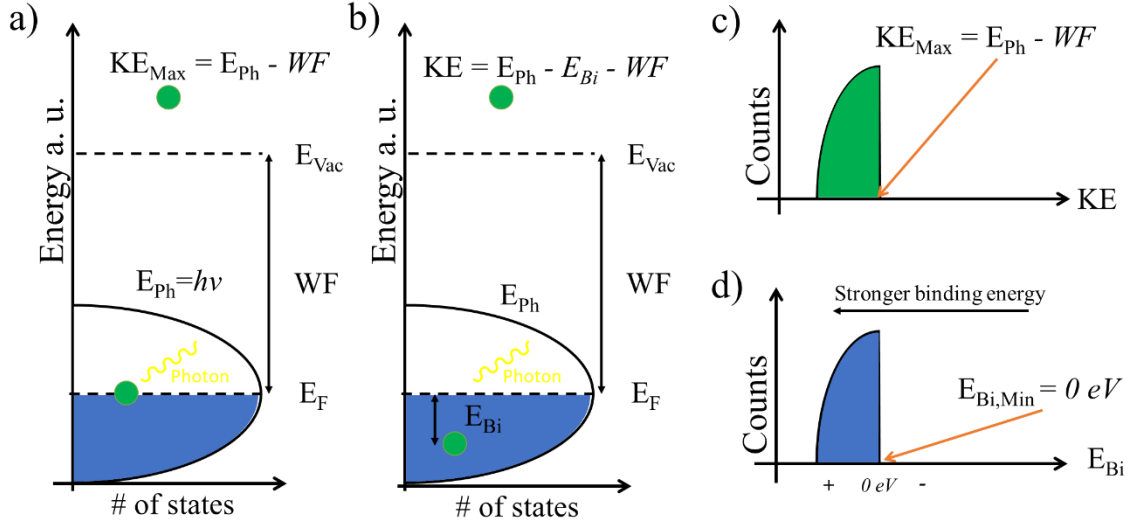 a)
Energy a. u.
KE_Max = E_Ph - WF
E_Vac
WF
E_Ph=hν
Photon
E_F
# of states
b)
Energy a. u.
KE = E_Ph - E_Bi - WF
E_Vac
WF
E_Ph
Photon
E_F
E_Bi
# of states
c)
KE_Max = E_Ph - WF
Counts
KE
d)
Stronger binding energy
Counts
E_Bi,Min = 0 eV
E_Bi
+ 0 eV -